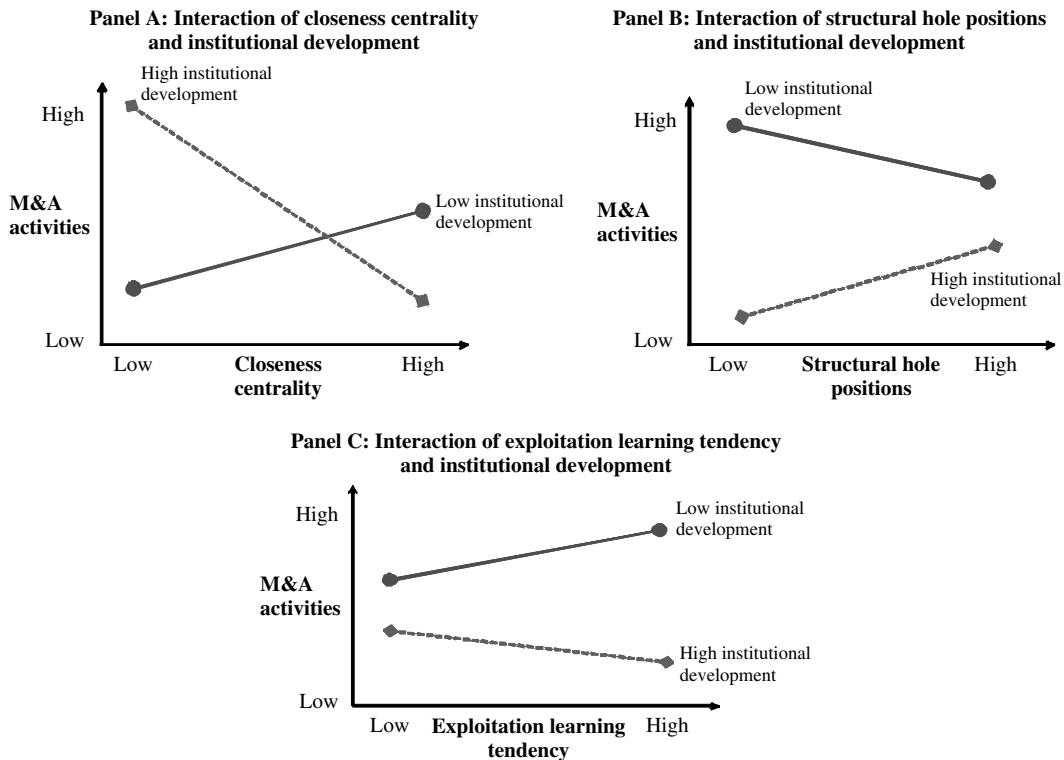 Panel A: Interaction of closeness centrality
and institutional development
High institutional
development
High
M&A
activities
Low institutional
development
Low
Low
Closeness
centrality
High
Panel B: Interaction of structural hole positions
and institutional development
Low institutional
development
High
M&A
activities
High institutional
development
Low
Low
Structural hole
positions
High
Panel C: Interaction of exploitation learning tendency
and institutional development
High
Low institutional
development
M&A
activities
High institutional
development
Low
Low
Exploitation learning
tendency
High